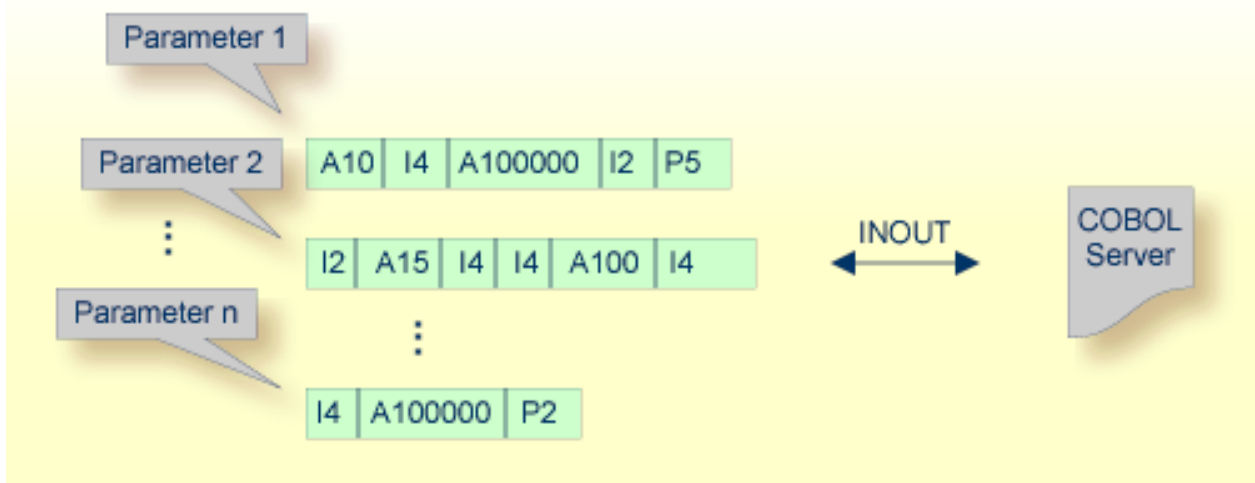 Parameter 1
Parameter 2
A10 I4 A100000 I2 P5
⋮
I2 A15 I4 I4 A100 I4
INOUT
COBOL
Server
Parameter n
⋮
I4 A100000 P2